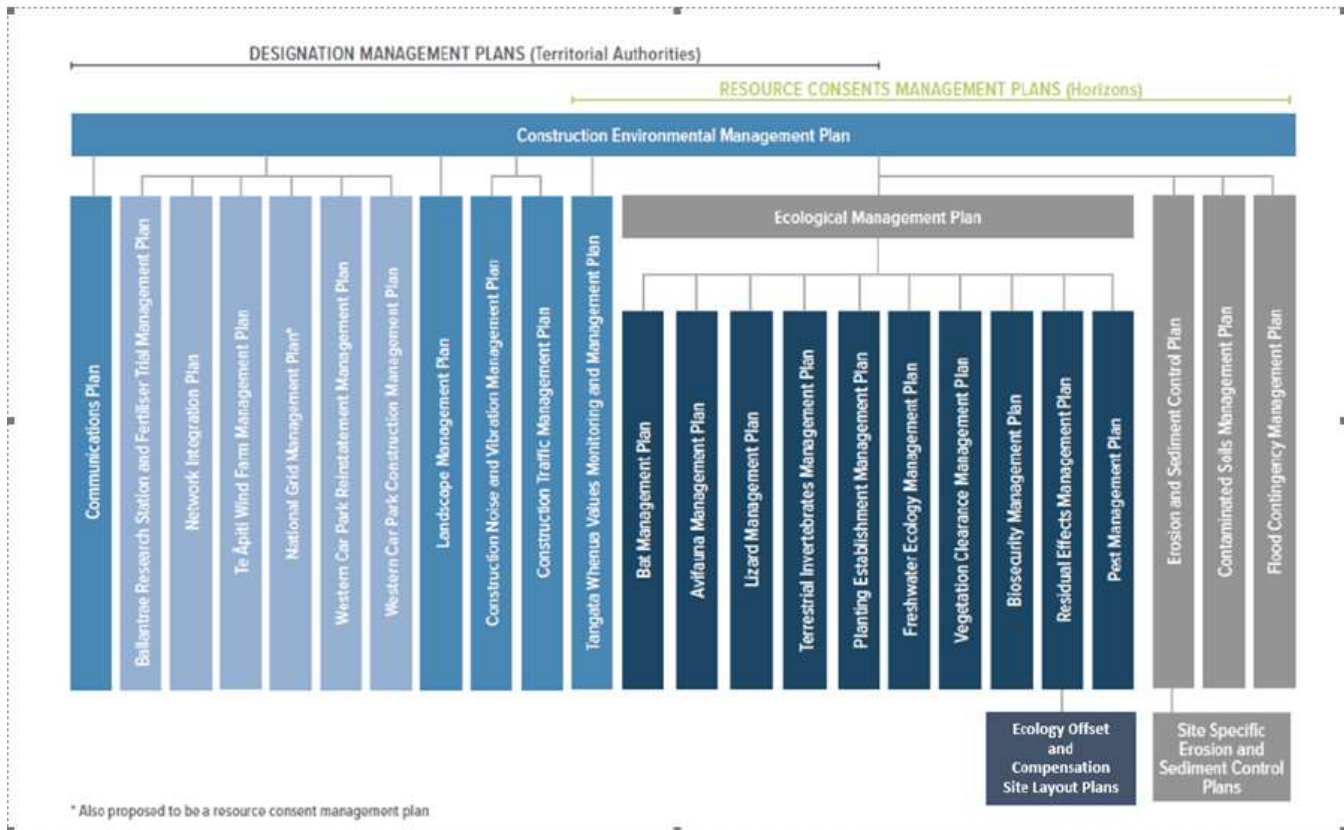 DESIGNATION MANAGEMENT PLANS (Territorial Authorities)
RESOURCE CONSENTS MANAGEMENT PLANS (Horizons)
Construction Environmental Management Plan
Communications Plan
Ballantrae Research Station and Fertiliser Trial Management Plan
Network Integration Plan
Te Āpiti Wind Farm Management Plan
National Grid Management Plan*
Western Car Park Reinstatement Management Plan
Western Car Park Construction Management Plan
Landscape Management Plan
Construction Noise and Vibration Management Plan
Construction Traffic Management Plan
Tangata Whenua Values Monitoring and Management Plan
Ecological Management Plan
Bat Management Plan
Avifauna Management Plan
Lizard Management Plan
Terrestrial Invertebrates Management Plan
Planting Establishment Management Plan
Freshwater Ecology Management Plan
Vegetation Clearance Management Plan
Biosecurity Management Plan
Residual Effects Management Plan
Pest Management Plan
Erosion and Sediment Control Plan
Contaminated Soils Management Plan
Flood Contingency Management Plan
Ecology Offset
and
Compensation
Site Layout Plans
Site Specific
Erosion and
Sediment Control
Plans
* Also proposed to be a resource consent management plan